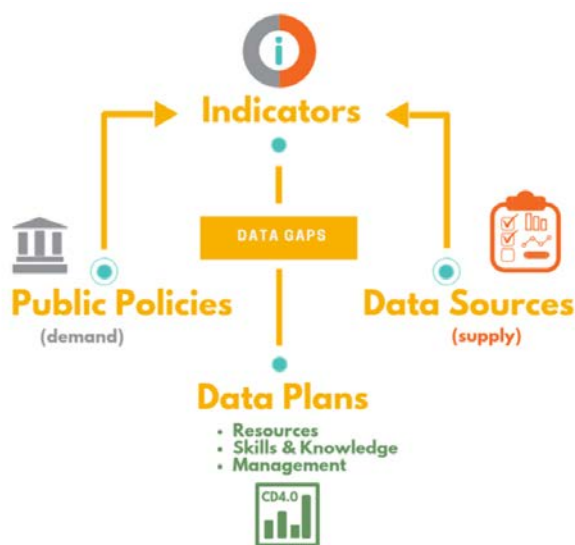 i
Indicators
DATA GAPS
Public Policies
(demand)
Data Sources
(supply)
Data Plans
• Resources
• Skills & Knowledge
• Management
CD4.0